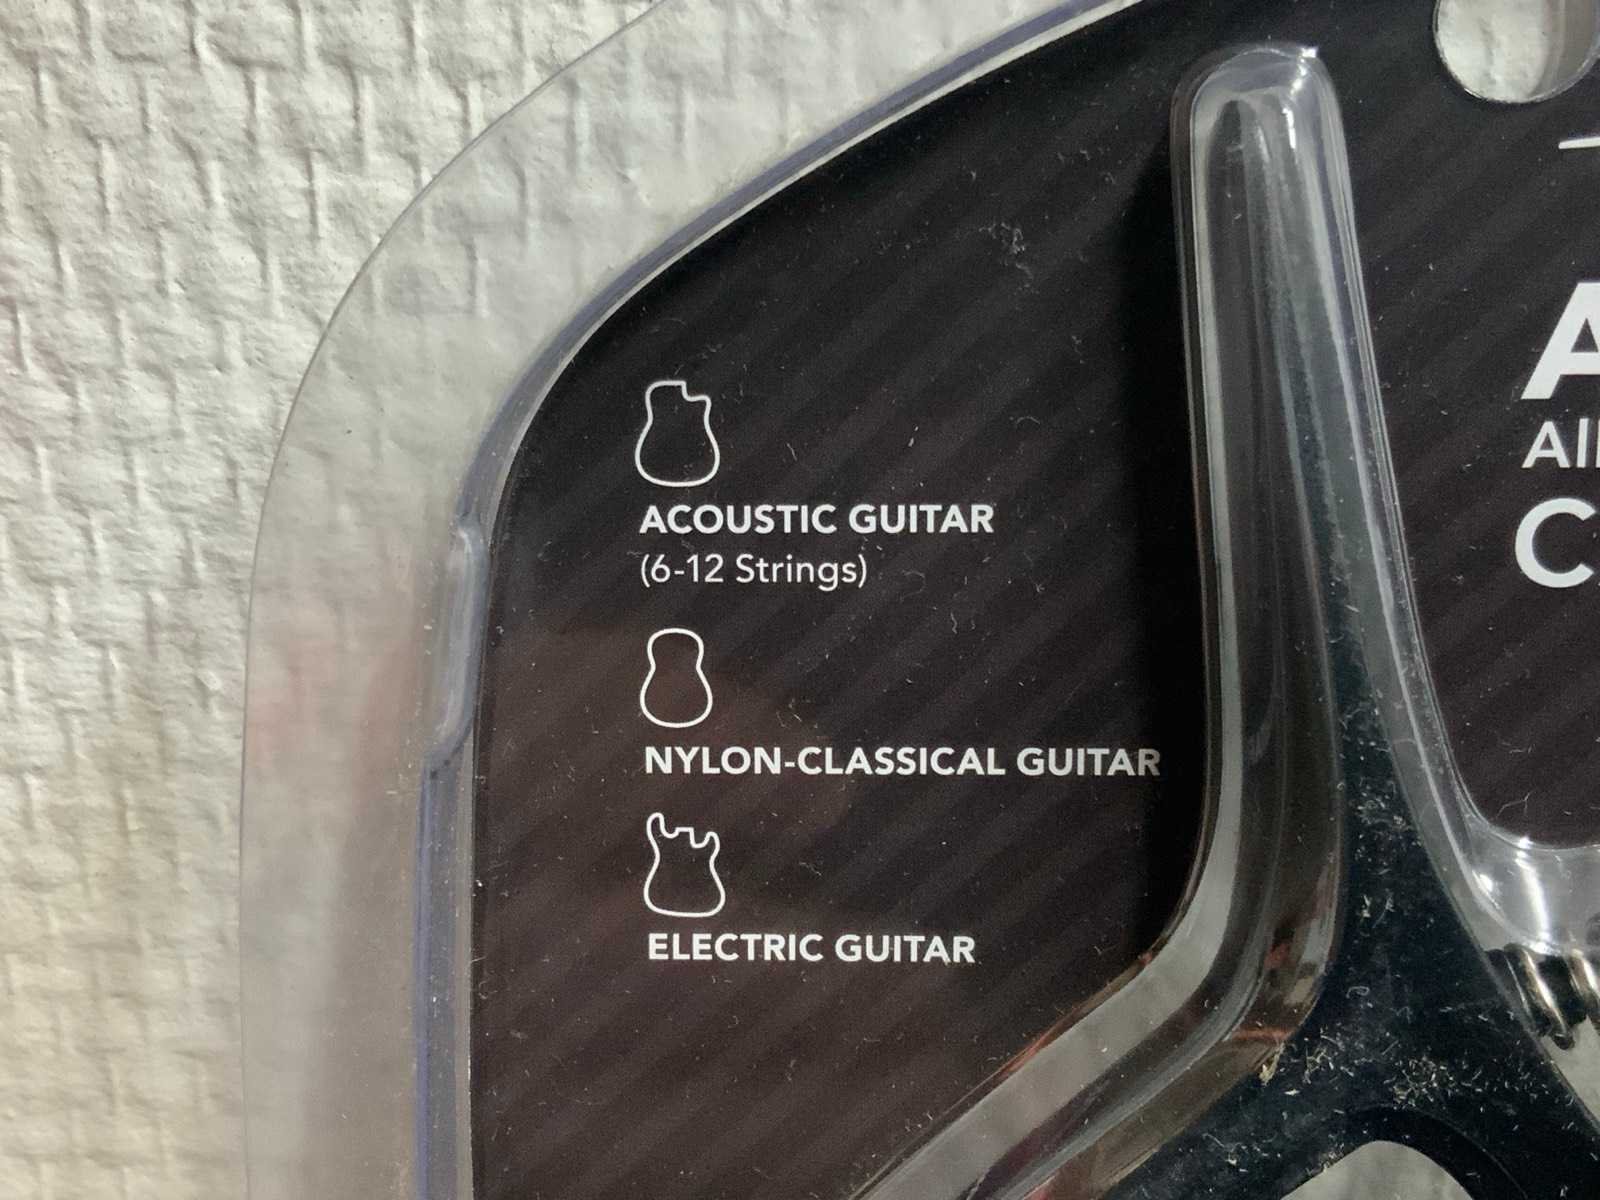 ACOUSTIC GUITAR
(6-12 Strings)
NYLON-CLASSICAL GUITAR
ELECTRIC GUITAR